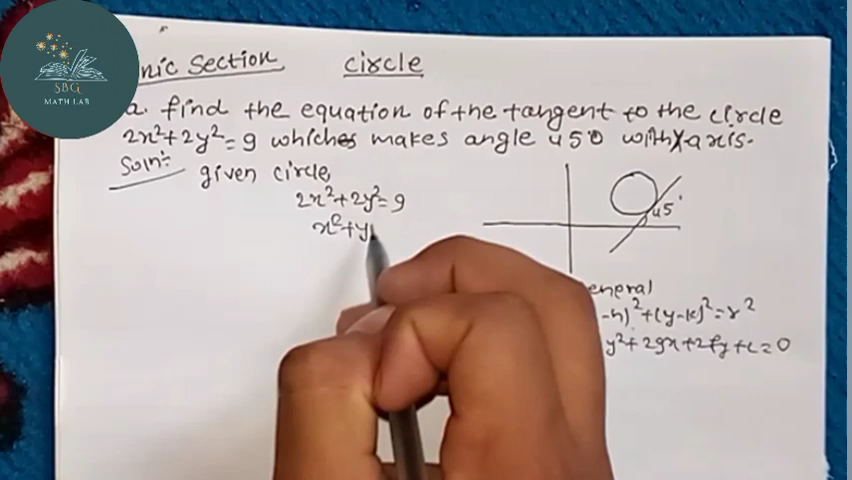 SBG
MATH LAB
nic Section circle
a. find the equation of the tangent to the circle
2x²+2y²=9 which makes angle 45° with x axis.
Soln:-
given circle,
2x²+2y²=9
x²+y
45°
eneral
-h)²+(y-k)²=r²
y²+2gx+2fy+c=0